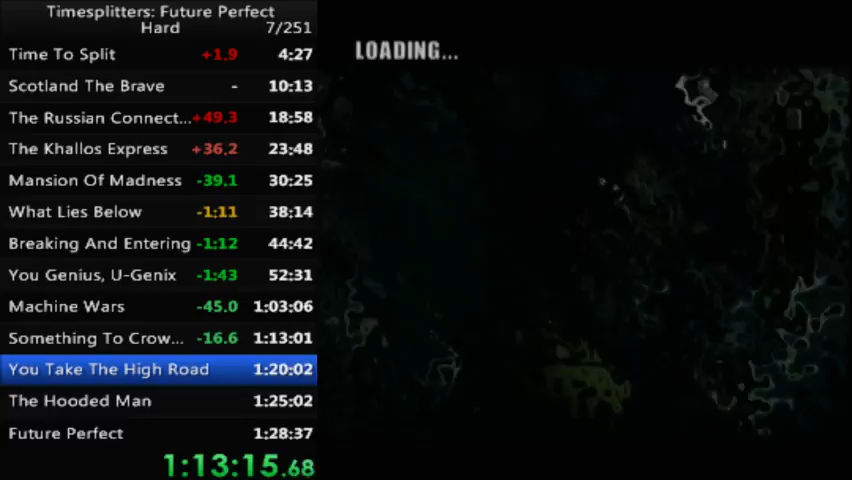 Timesplitters: Future Perfect
Hard 7/251
Time To Split +1.9 4:27
Scotland The Brave - 10:13
The Russian Connect... +49.3 18:58
The Khallos Express +36.2 23:48
Mansion Of Madness -39.1 30:25
What Lies Below -1:11 38:14
Breaking And Entering -1:12 44:42
You Genius, U-Genix -1:43 52:31
Machine Wars -45.0 1:03:06
Something To Crow... -16.6 1:13:01
You Take The High Road 1:20:02
The Hooded Man 1:25:02
Future Perfect 1:28:37
1:13:15.68
LOADING...